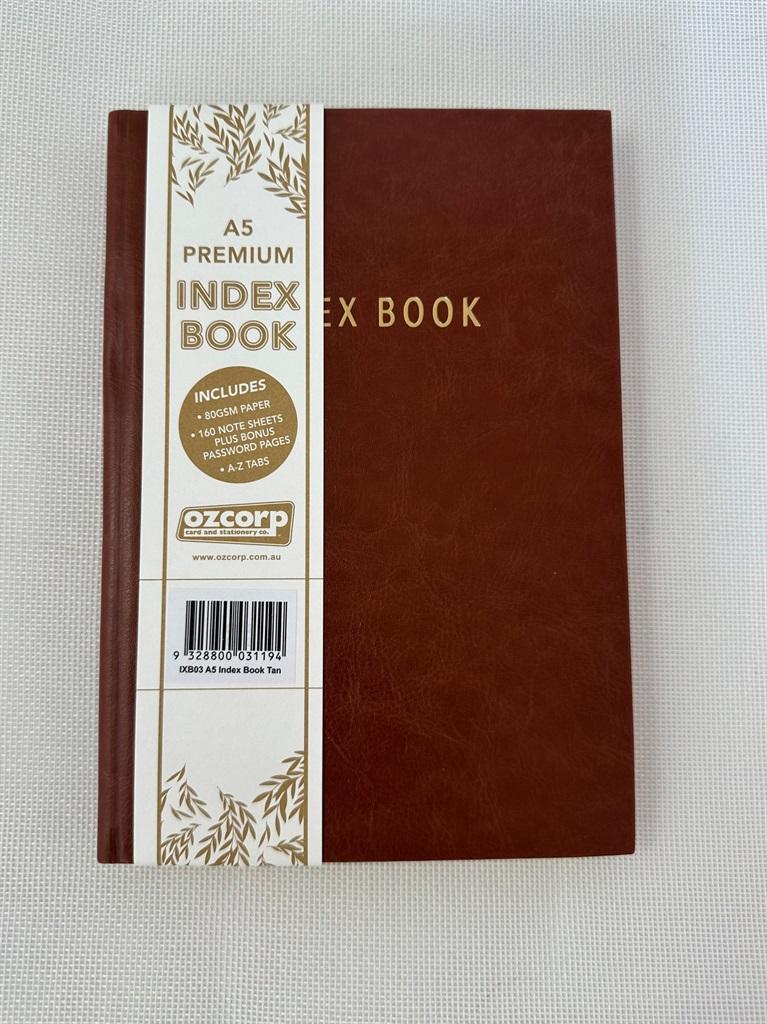 A5
PREMIUM
INDEX
BOOK
EX BOOK
INCLUDES
• 80GSM PAPER
• 160 NOTE SHEETS
PLUS BONUS
PASSWORD PAGES
• A-Z TABS
ozcorp
card and stationery co.
www.ozcorp.com.au
9 328800 031194
IXB03 A5 Index Book Tan